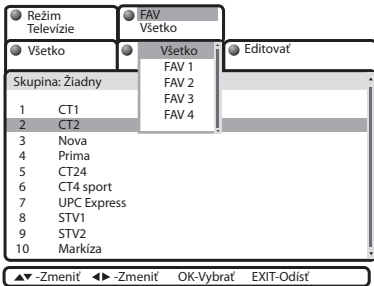 Režim
Televízie
FAV
Všetko
Všetko
Všetko
Editovať
FAV 1
FAV 2
FAV 3
FAV 4
Skupina: Žiadny
1 CT1
2 CT2
3 Nova
4 Prima
5 CT24
6 CT4 sport
7 UPC Express
8 STV1
9 STV2
10 Markíza
▲▼ -Zmeniť ◄► -Zmeniť OK-Vybrať EXIT-Odísť